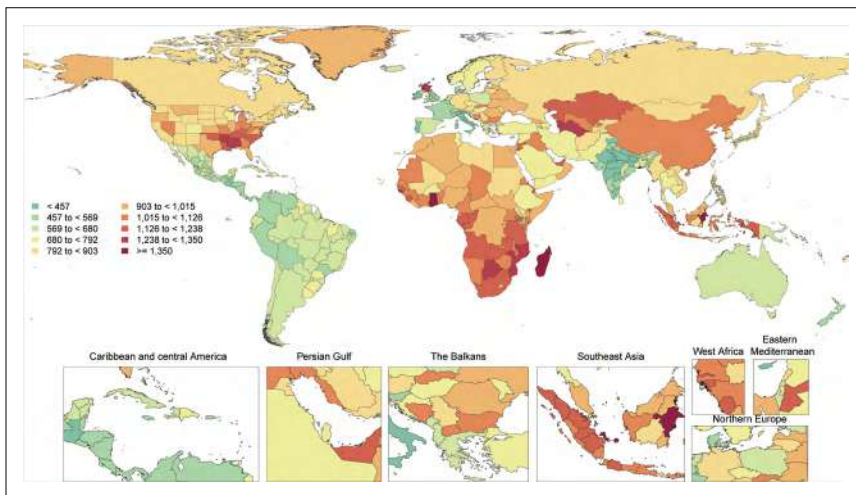 < 457
457 to < 569
569 to < 680
680 to < 792
792 to < 903
903 to < 1,015
1,015 to < 1,126
1,126 to < 1,238
1,238 to < 1,350
>= 1,350
Caribbean and central America
Persian Gulf
The Balkans
Southeast Asia
West Africa
Eastern
Mediterranean
Northern Europe